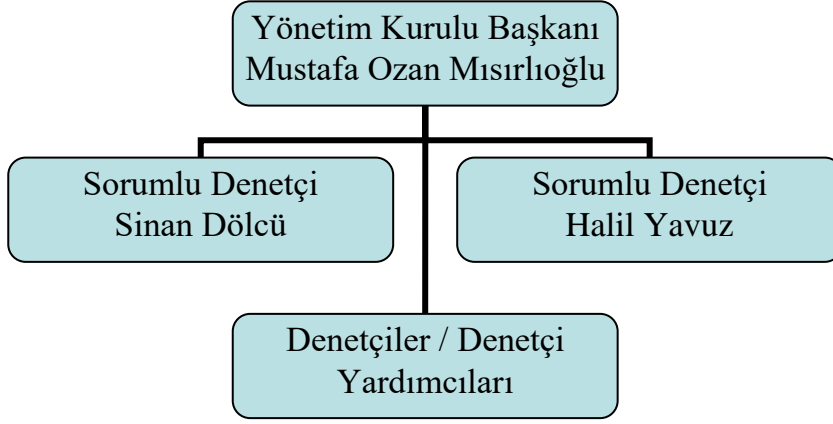 Yönetim Kurulu Başkanı
Mustafa Ozan Mısırlıoğlu
Sorumlu Denetçi
Sinan Dölcü
Sorumlu Denetçi
Halil Yavuz
Denetçiler / Denetçi
Yardımcıları